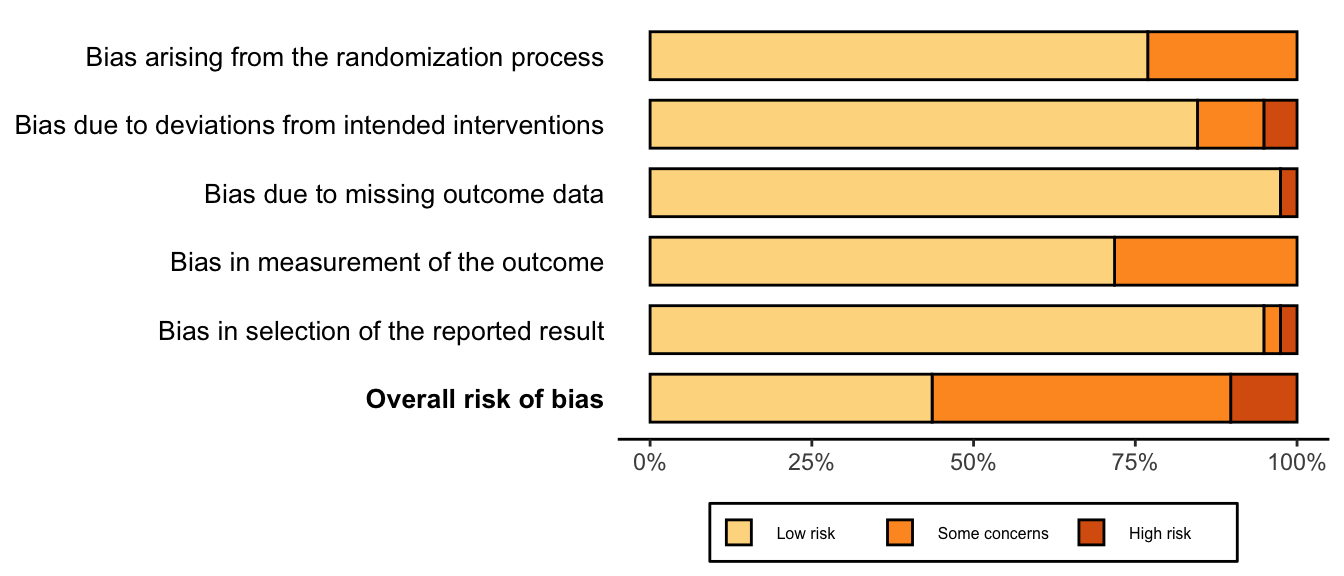 Bias arising from the randomization process
Bias due to deviations from intended interventions
Bias due to missing outcome data
Bias in measurement of the outcome
Bias in selection of the reported result
Overall risk of bias
0% 25% 50% 75% 100%
Low risk Some concerns High risk